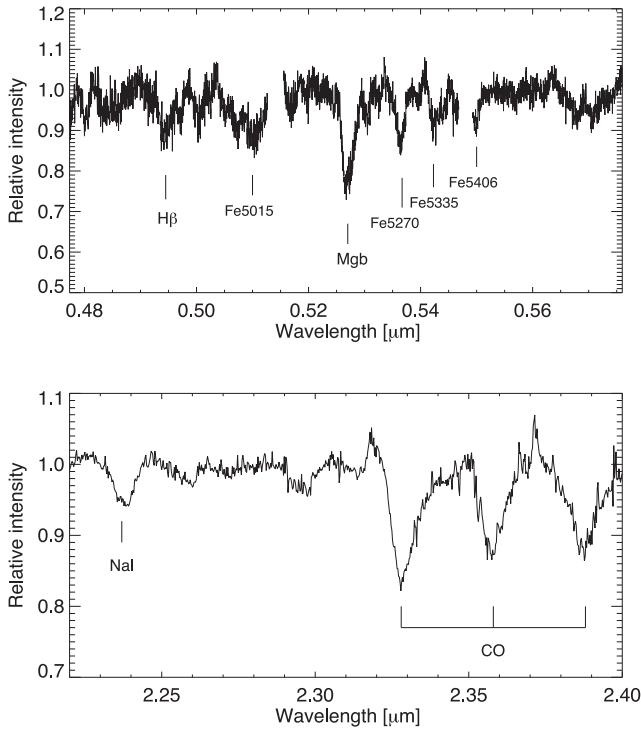 1.2
1.1
1.0
0.9
0.8
0.7
0.6
0.5
Relative intensity
Hβ
Fe5015
Mgb
Fe5270
Fe5335
Fe5406
0.48 0.50 0.52 0.54 0.56
Wavelength [μm]
1.1
1.0
0.9
0.8
0.7
Relative intensity
NaI
CO
2.25 2.30 2.35 2.40
Wavelength [μm]